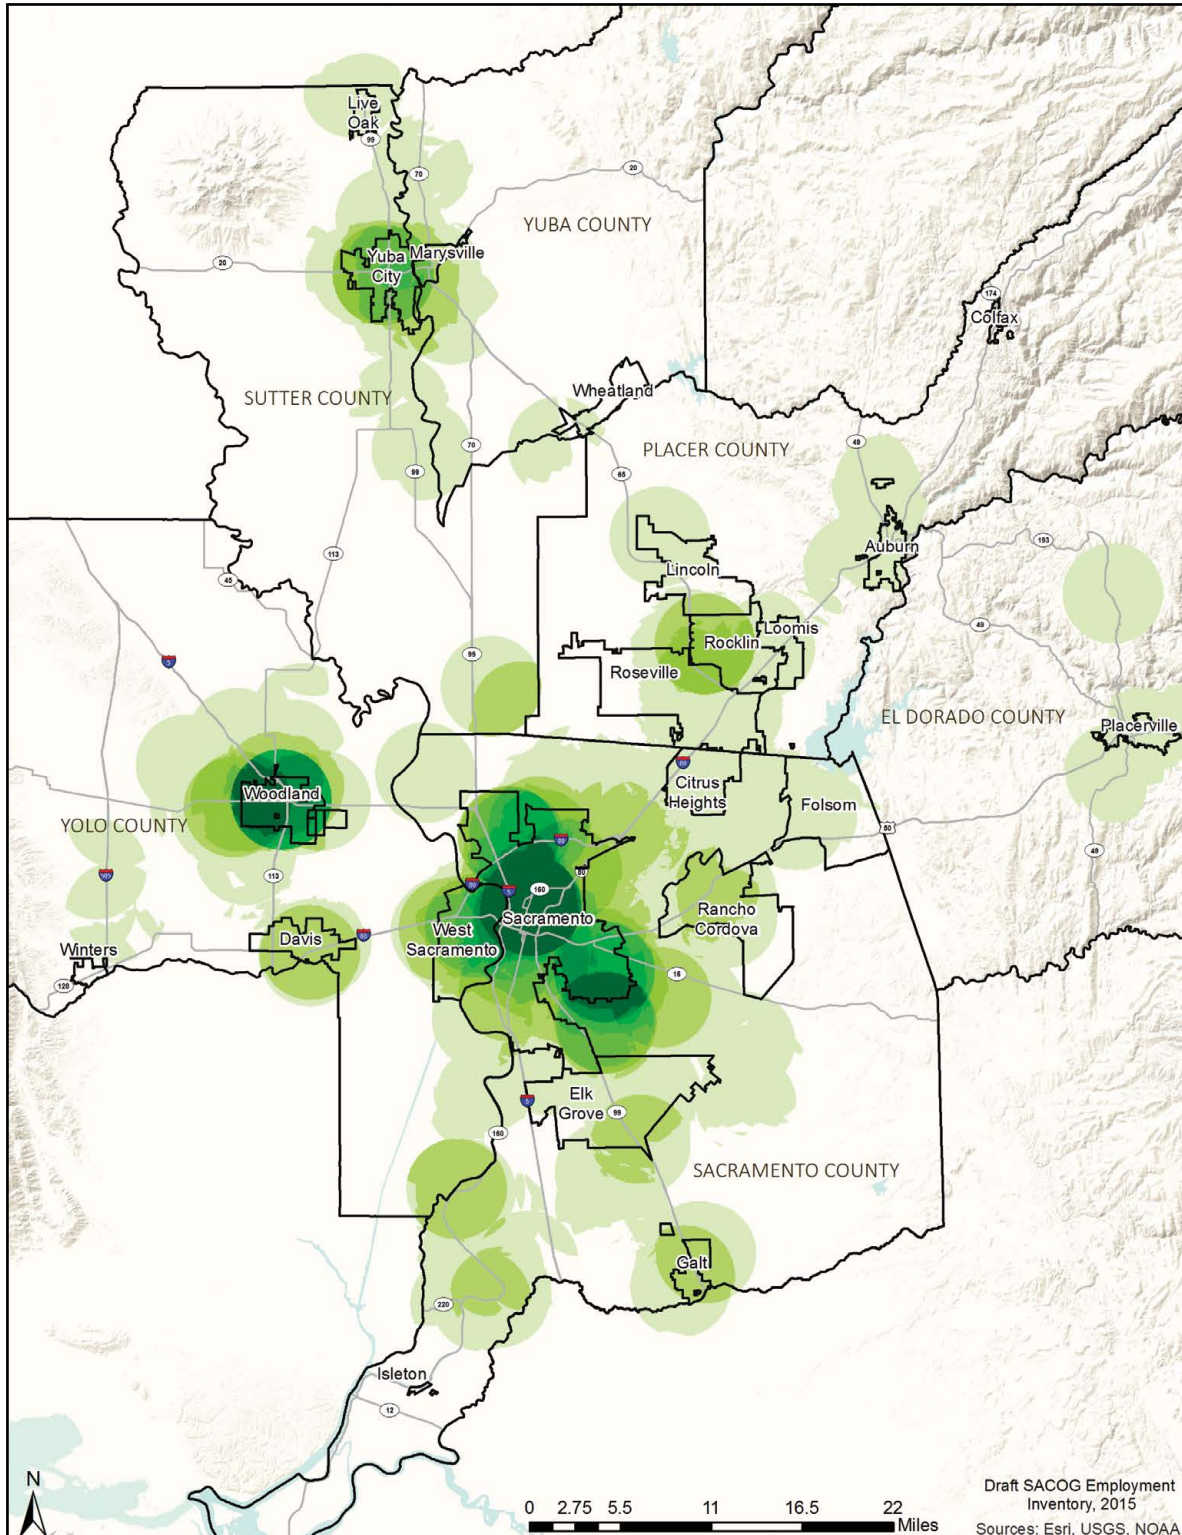 Live
Oak
99
70
20
YUBA COUNTY
Yuba
City
Marysville
20
174
Colfax
SUTTER COUNTY
Wheatland
70
49
PLACER COUNTY
99
65
113
Auburn
193
45
Lincoln
49
Loomis
Rocklin
5
99
Roseville
EL DORADO COUNTY
Placerville
80
Citrus
Heights
Woodland
Folsom
YOLO COUNTY
50
80
49
80
113
505
80
5
160
Rancho
Cordova
Sacramento
West
Sacramento
Davis
80
Winters
16
128
Elk
Grove
5
99
160
SACRAMENTO COUNTY
Galt
220
Isleton
12
N
0 2.75 5.5 11 16.5 22
Miles
Draft SACOG Employment
Inventory, 2015
Sources: Esri, USGS, NOAA